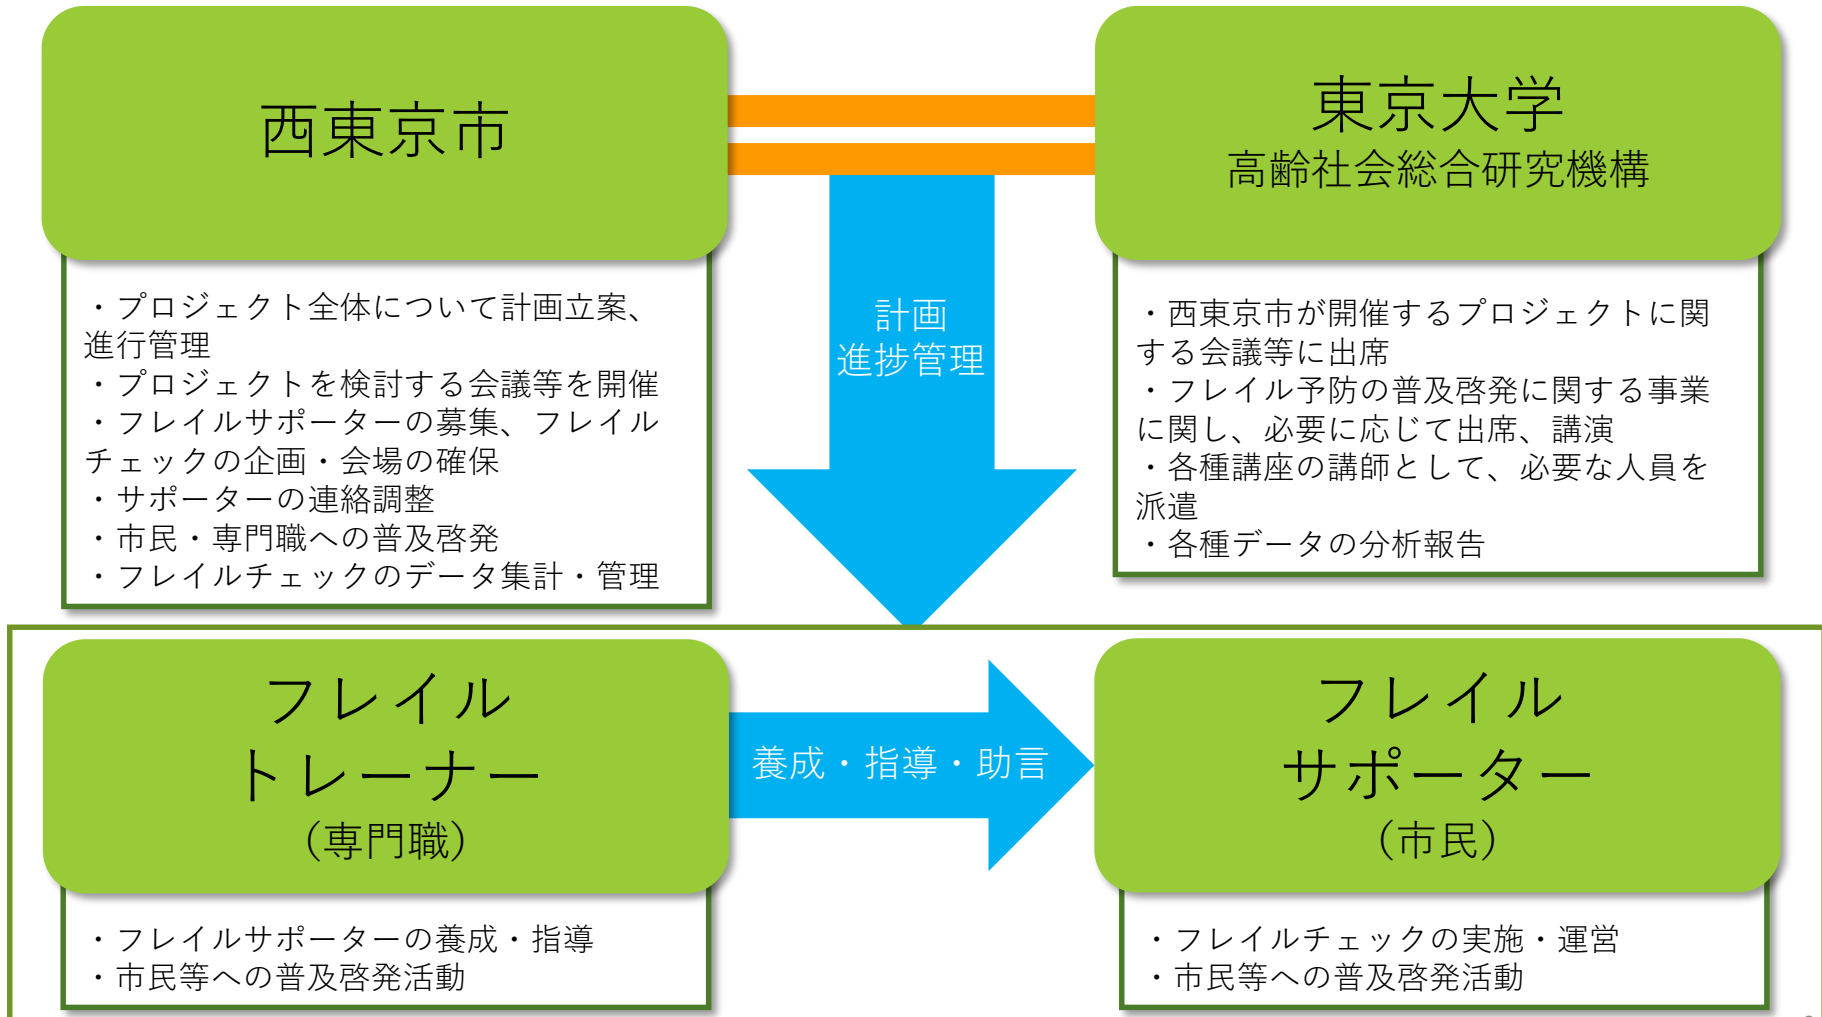 西東京市
・プロジェクト全体について計画立案、
進行管理
・プロジェクトを検討する会議等を開催
・フレイルサポーターの募集、フレイル
チェックの企画・会場の確保
・サポーターの連絡調整
・市民・専門職への普及啓発
・フレイルチェックのデータ集計・管理
計画
進捗管理
東京大学
高齢社会総合研究機構
・西東京市が開催するプロジェクトに関
する会議等に出席
・フレイル予防の普及啓発に関する事業
に関し、必要に応じて出席、講演
・各種講座の講師として、必要な人員を
派遣
・各種データの分析報告
フレイル
トレーナー
（専門職）
・フレイルサポーターの養成・指導
・市民等への普及啓発活動
養成・指導・助言
フレイル
サポーター
（市民）
・フレイルチェックの実施・運営
・市民等への普及啓発活動